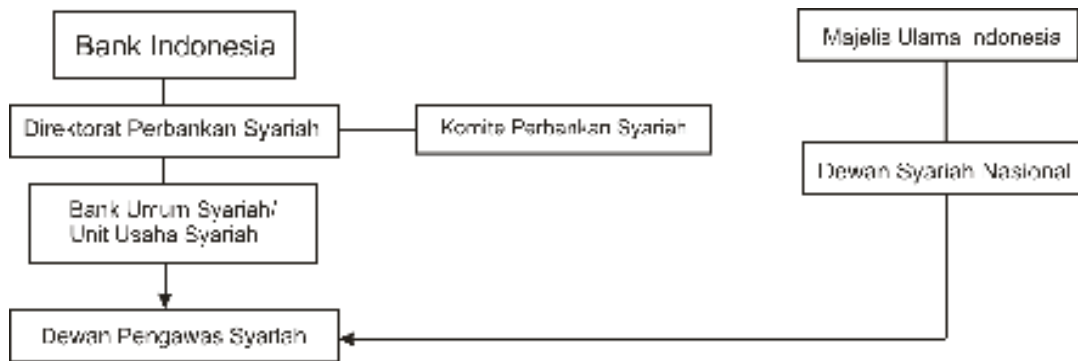 Bank Indonesia
Majelis Ulama Indonesia
Direktorat Perbankan Syariah
Komite Perbankan Syariah
Dewan Syariah Nasional
Bank Umum Syariah/
Unit Usaha Syariah
Dewan Pengawas Syariah